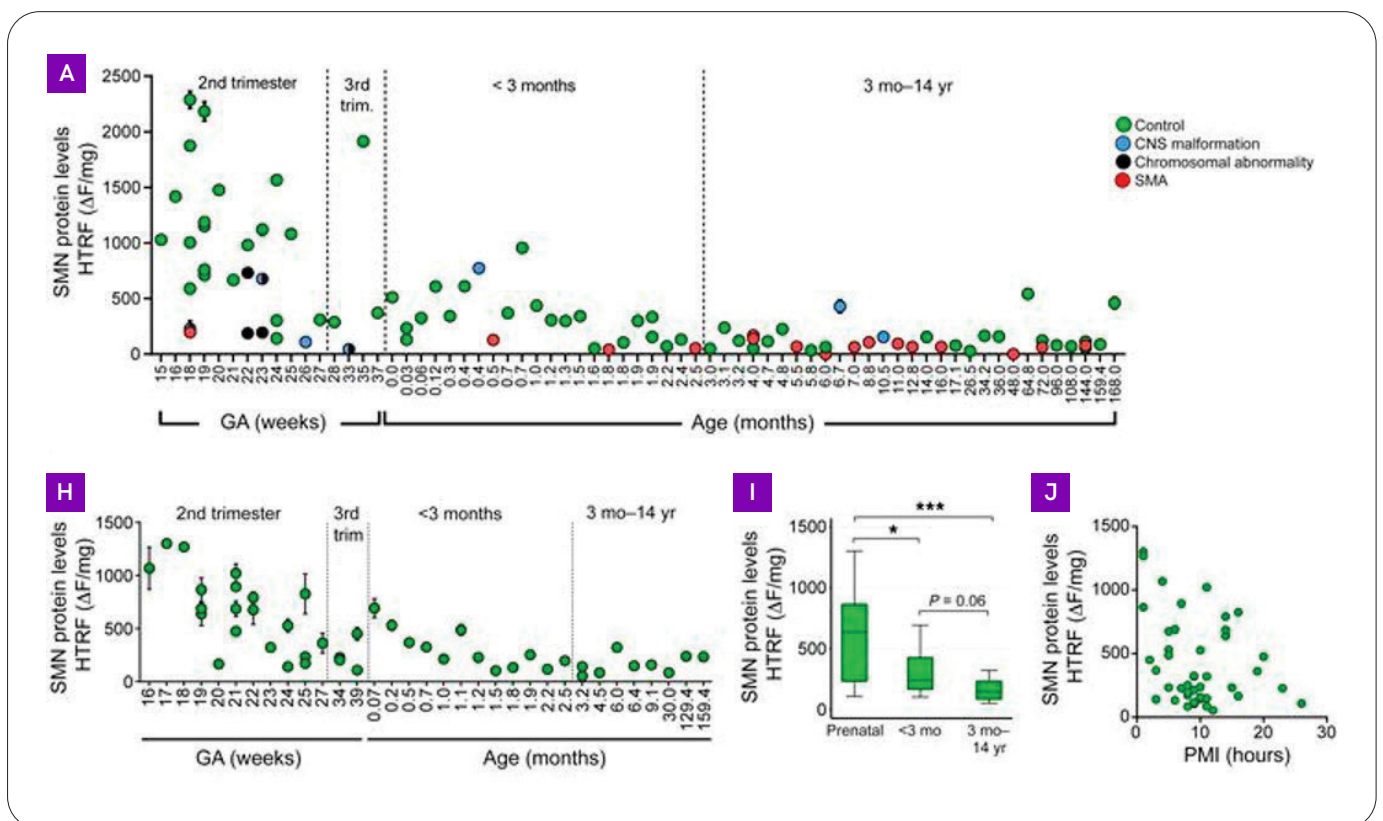 A
2500
2000
1500
1000
500
0
SMN protein levels
HTRF (ΔF/mg)
2nd trimester
3rd
trim.
< 3 months
3 mo–14 yr
Control
CNS malformation
Chromosomal abnormality
SMA
15 16 18 19 20 21 22 23 24 25 26 27 28 33 35 37 0.0 0.03 0.06 0.12 0.3 0.4 0.4 0.5 0.7 0.7 1.0 1.2 1.3 1.5 1.6 1.8 1.8 1.9 1.9 2.2 2.4 2.5 3.0 3.1 3.2 4.0 4.7 4.8 5.5 5.8 6.0 6.7 7.0 8.8 10.5 11.0 12.8 14.0 16.0 17.1 26.5 34.2 36.0 48.0 64.8 72.0 96.0 108.0 144.0 159.4 168.0
GA (weeks)
Age (months)
H
1500
1000
500
0
SMN protein levels
HTRF (ΔF/mg)
2nd trimester
3rd
trim
<3 months
3 mo–14 yr
16 17 18 19 20 21 22 23 24 25 27 34 39 0.07 0.2 0.5 0.7 1.0 1.1 1.2 1.5 1.8 1.9 2.2 2.5 3.2 4.5 6.0 6.4 9.1 30.0 129.4 159.4
GA (weeks)
Age (months)
I
1500
1000
500
0
SMN protein levels
HTRF (ΔF/mg)
***
*
P = 0.06
Prenatal
<3 mo
3 mo–
14 yr
J
1500
1000
500
0
SMN protein levels
HTRF (ΔF/mg)
0 10 20 30
PMI (hours)